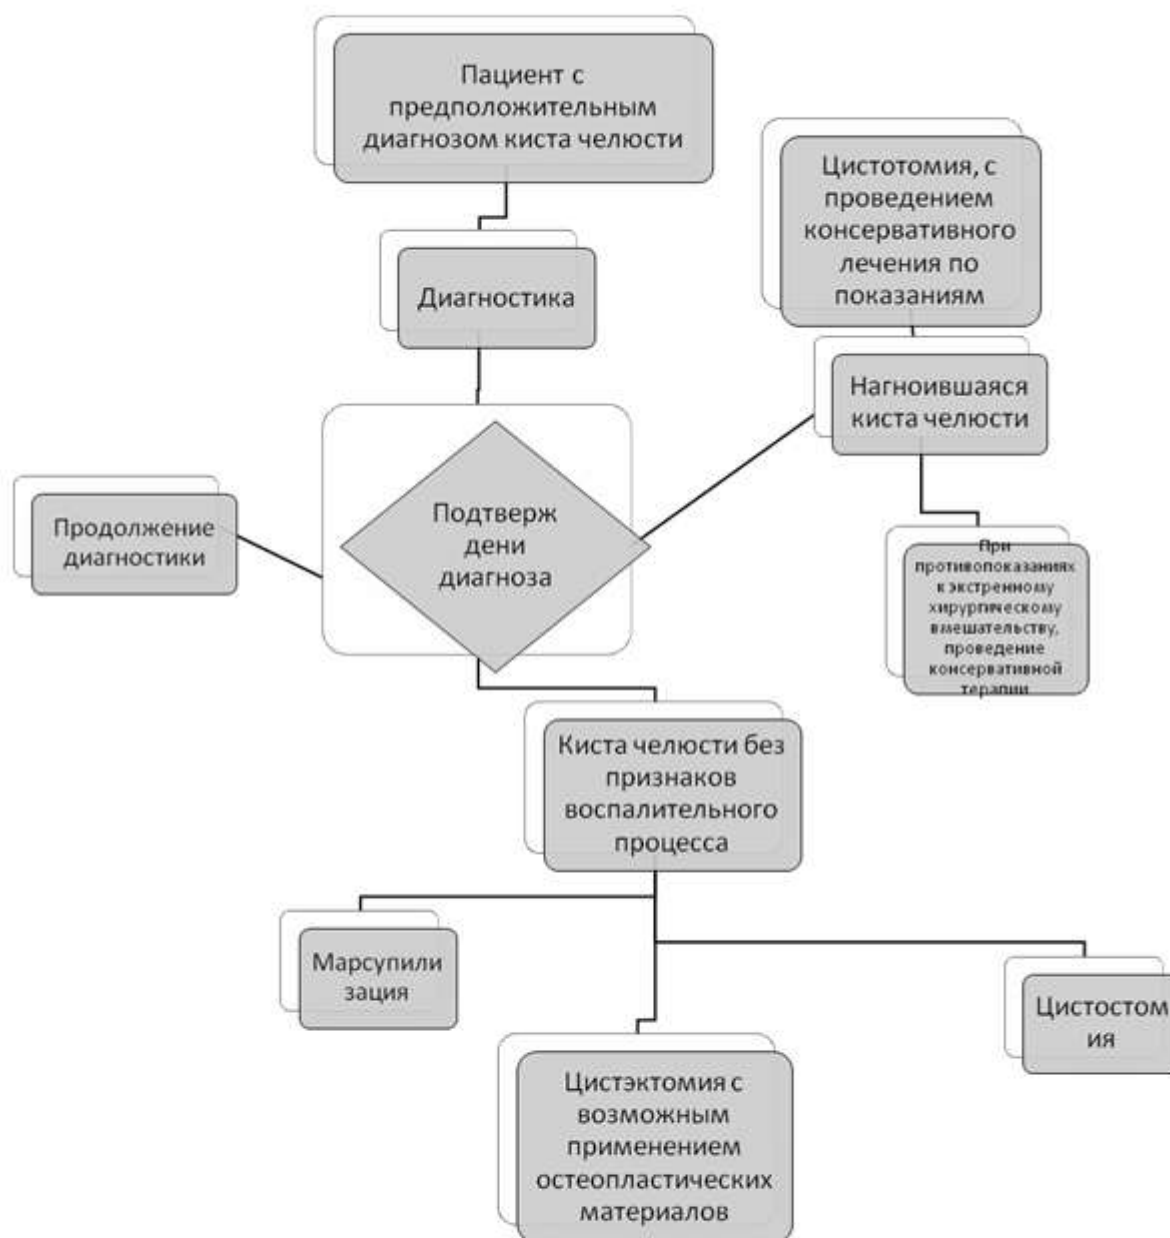 Пациент с
предположительным
диагнозом киста челюсти
Цистотомия, с
проведением
консервативного
лечения по
показаниям
Диагностика
Нагноившаяся
киста челюсти
Продолжение
диагностики
Подтверж
дени
диагноза
При
противопоказаниях
к экстренному
хирургическому
вмешательству,
проведение
консервативной
терапии
Киста челюсти без
признаков
воспалительного
процесса
Марсупили
зация
Цистостом
ия
Цистэктомия с
возможным
применением
остеопластических
материалов